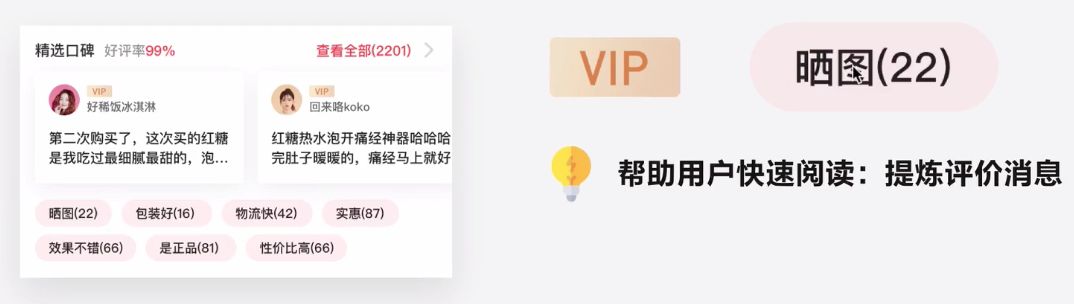 精选口碑 好评率99% 查看全部(2201)
VIP
好稀饭冰淇淋
第二次购买了，这次买的红糖
是我吃过最细腻最甜的，泡...
VIP
回来咯koko
红糖热水泡开痛经神器哈哈哈
完肚子暖暖的，痛经马上就好
晒图(22) 包装好(16) 物流快(42) 实惠(87)
效果不错(66) 是正品(81) 性价比高(66)
VIP 晒图(22)
帮助用户快速阅读：提炼评价消息